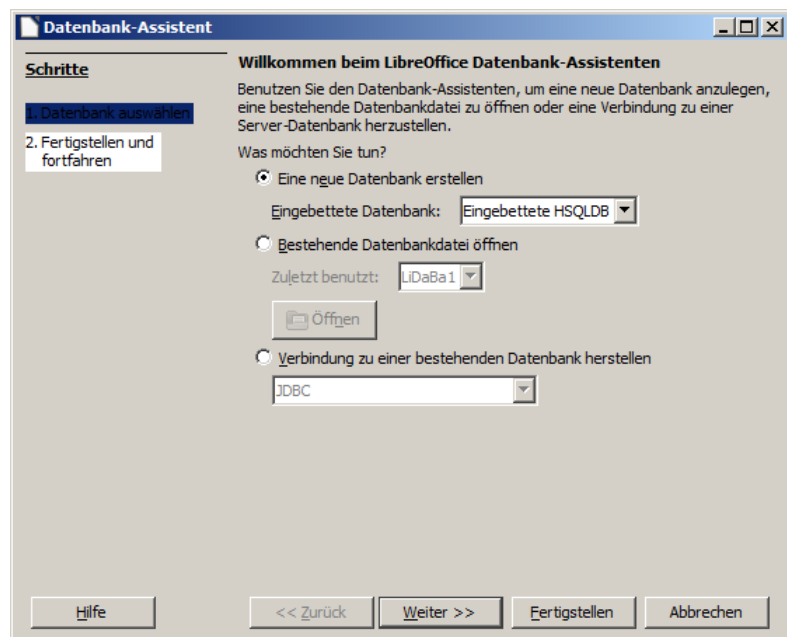 Datenbank-Assistent
Schritte
1. Datenbank auswählen
2. Fertigstellen und
fortfahren
Willkommen beim LibreOffice Datenbank-Assistenten
Benutzen Sie den Datenbank-Assistenten, um eine neue Datenbank anzulegen,
eine bestehende Datenbankdatei zu öffnen oder eine Verbindung zu einer
Server-Datenbank herzustellen.
Was möchten Sie tun?
Eine neue Datenbank erstellen
Eingebettete Datenbank: Eingebettete HSQLDB
Bestehende Datenbankdatei öffnen
Zuletzt benutzt: LiDaBa1
Öffnen
Verbindung zu einer bestehenden Datenbank herstellen
JDBC
Hilfe << Zurück Weiter >> Fertigstellen Abbrechen